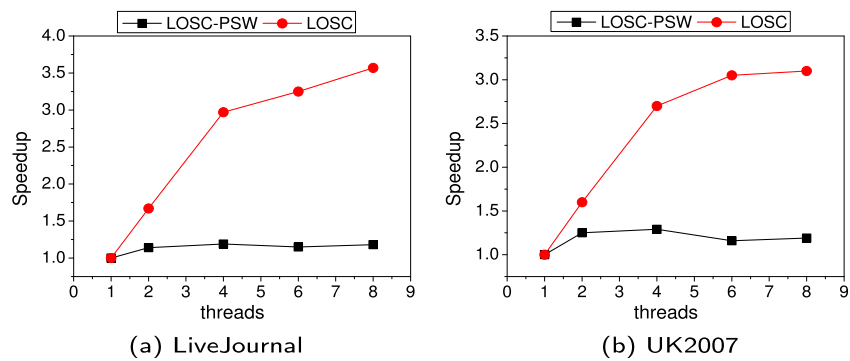 LOSC-PSW LOSC
4.0
3.5
3.0
2.5
2.0
1.5
1.0
Speedup
0 1 2 3 4 5 6 7 8 9
threads
(a) LiveJournal
LOSC-PSW LOSC
3.5
3.0
2.5
2.0
1.5
1.0
Speedup
0 1 2 3 4 5 6 7 8 9
threads
(b) UK2007